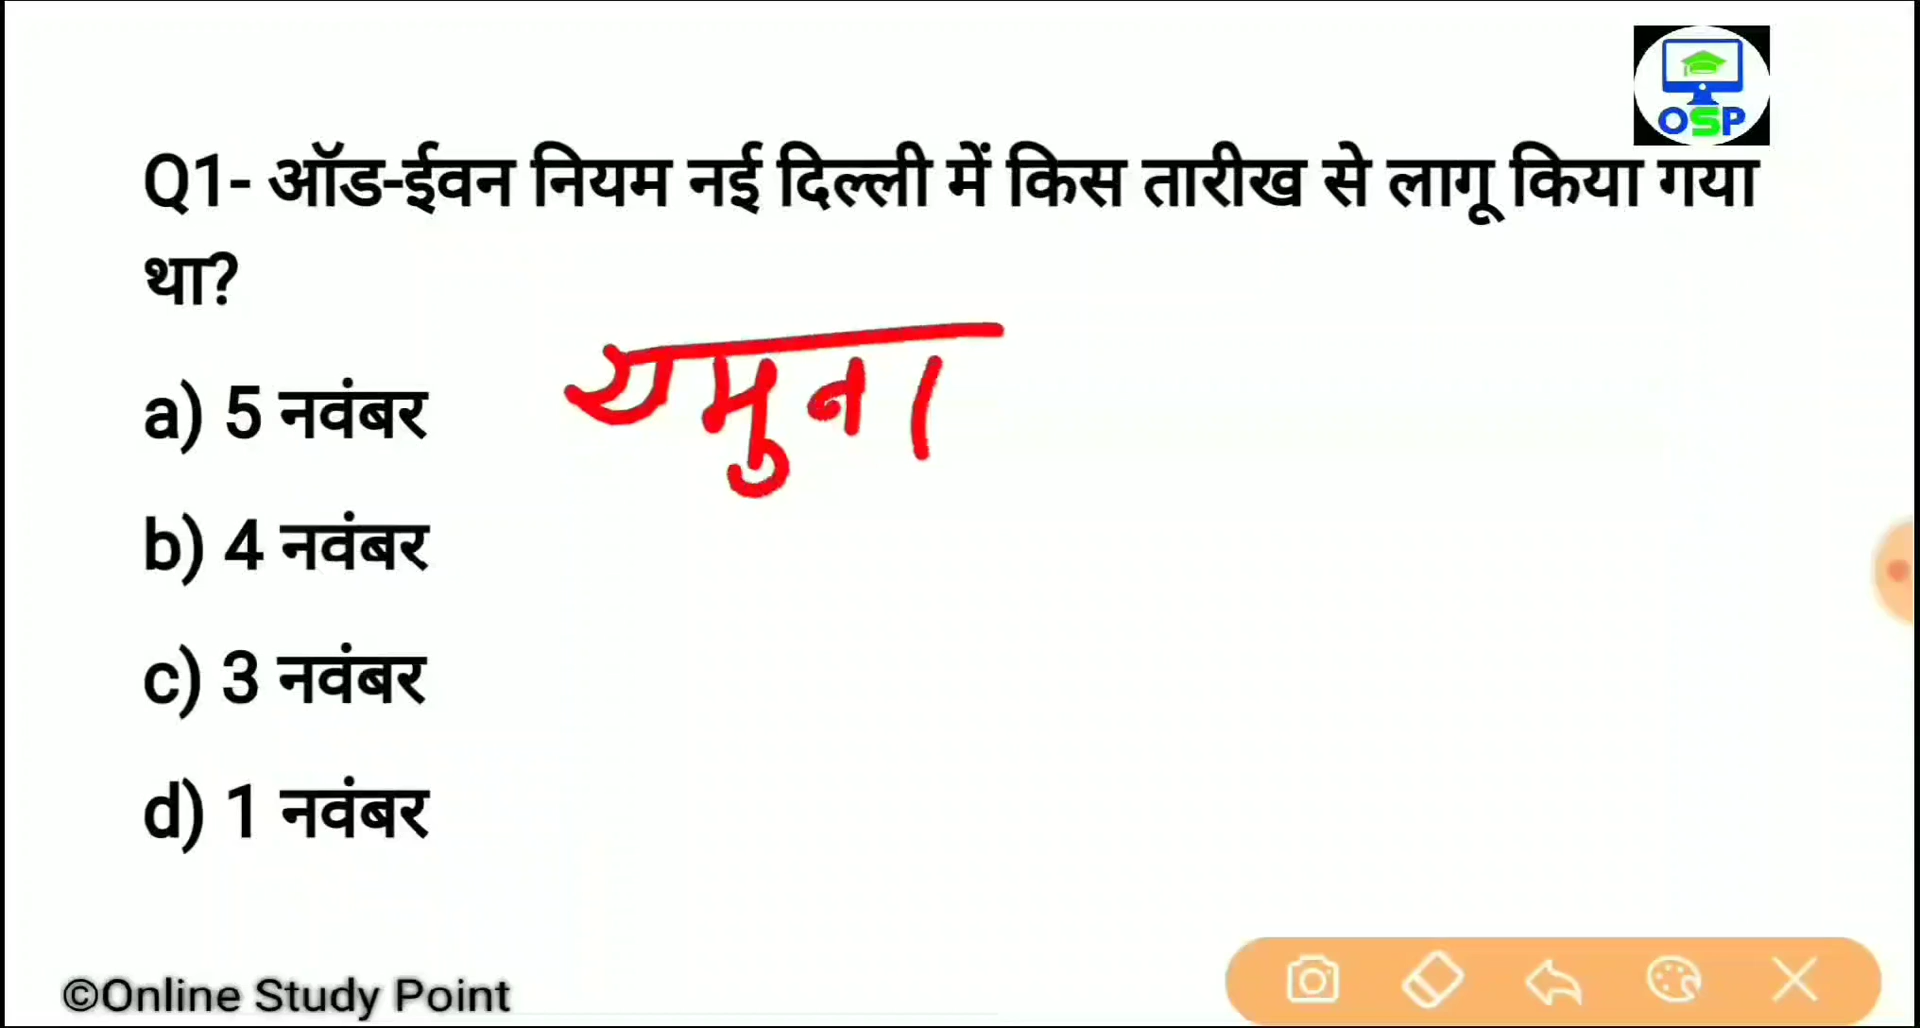 OSP
Q1- ऑड-ईवन नियम नई दिल्ली में किस तारीख से लागू किया गया
था?
यमुना
a) 5 नवंबर
b) 4 नवंबर
c) 3 नवंबर
d) 1 नवंबर
©Online Study Point